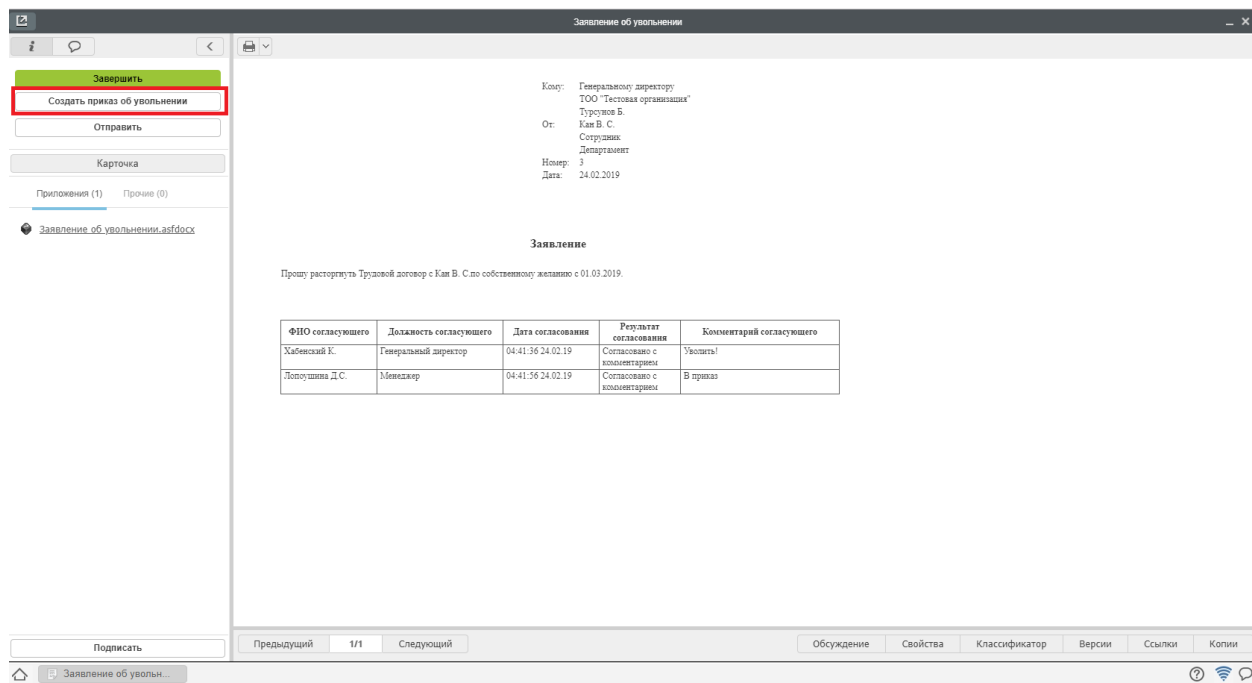 Заявление об увольнении
i
Завершить
Создать приказ об увольнении
Отправить
Карточка
Приложения (1) Прочие (0)
Заявление об увольнении.asfdocx
Кому: Генеральному директору
ТОО "Тестовая организация"
Турсунов Б.
От: Кан В. С.
Сотрудник
Департамент
Номер: 3
Дата: 24.02.2019
Заявление
Прошу расторгнуть Трудовой договор с Кан В. С.по собственному желанию с 01.03.2019.
ФИО согласующего Должность согласующего Дата согласования Результат согласования Комментарий согласующего
Хабенский К. Генеральный директор 04:41:36 24.02.19 Согласовано с комментарием Уволить!
Лопоушина Д.С. Менеджер 04:41:56 24.02.19 Согласовано с комментарием В приказ
Подписать
Предыдущий 1/1 Следующий
Обсуждение Свойства Классификатор Версии Ссылки Копии
Заявление об увольн...